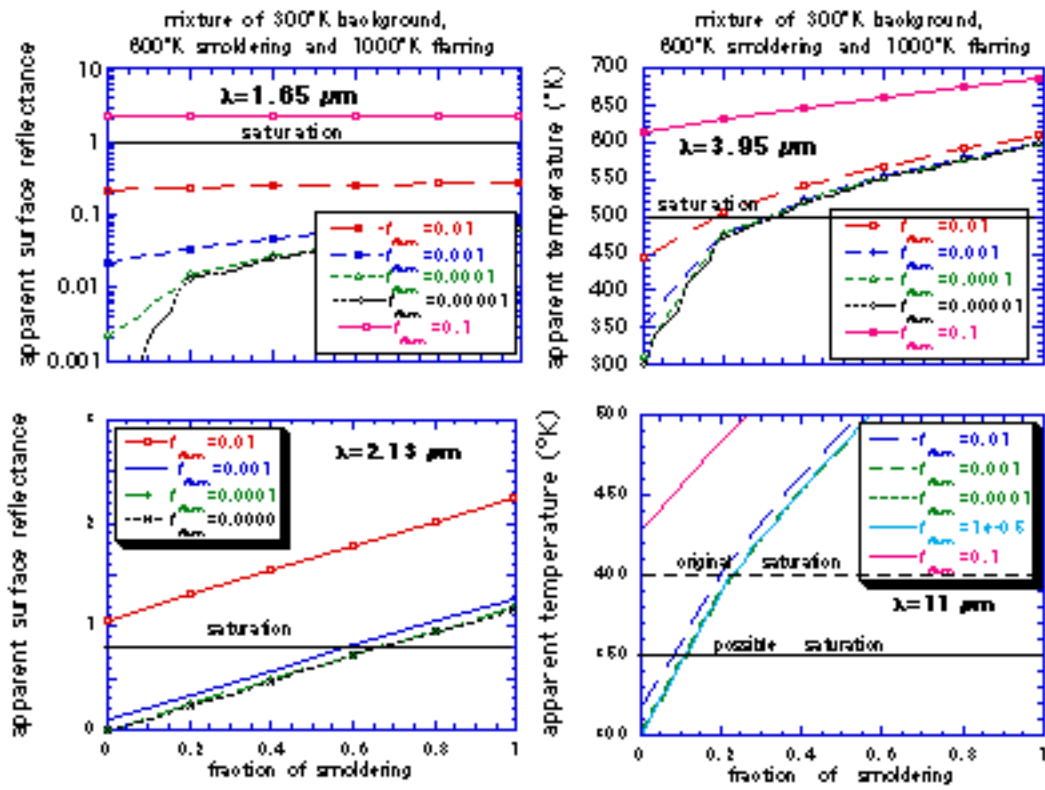 mixture of 300°K background,
600°K smoldering and 1000°K flarring
apparent surface reflectance
10
1
0.1
0.01
0.001
λ=1.65 µm
saturation
=0.01
=0.001
=0.0001
=0.00001
=0.1
mixture of 300°K background,
600°K smoldering and 1000°K flarring
apparent temperature (°K)
700
650
600
550
500
450
400
350
300
λ=3.95 µm
saturation
=0.01
=0.001
=0.0001
=0.00001
=0.1
apparent surface reflectance
2
1
0
λ=2.13 µm
=0.01
=0.001
=0.0001
=0.0000
saturation
0 0.2 0.4 0.6 0.8 1
fraction of smoldering
apparent temperature (°K)
500
450
400
=0.01
=0.001
=0.0001
=1e-05
=0.1
original saturation
λ=11 µm
possible saturation
0 0.2 0.4 0.6 0.8 1
fraction of smoldering